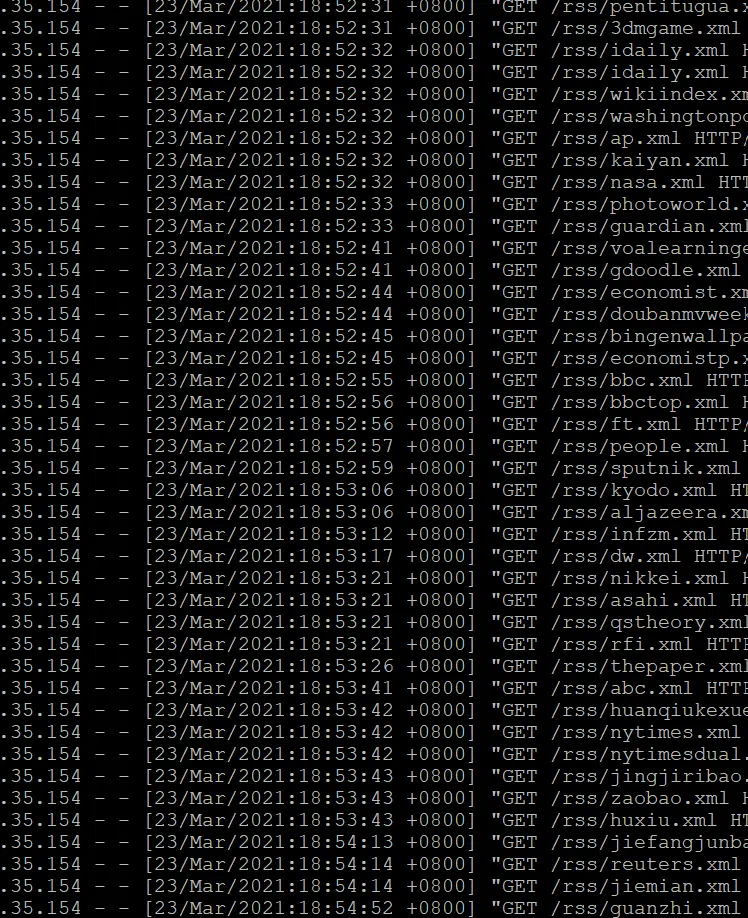 .35.154 - - [23/Mar/2021:18:52:31 +0800] "GET /rss/pentitugua.x
.35.154 - - [23/Mar/2021:18:52:31 +0800] "GET /rss/3dmgame.xml
.35.154 - - [23/Mar/2021:18:52:32 +0800] "GET /rss/idaily.xml H
.35.154 - - [23/Mar/2021:18:52:32 +0800] "GET /rss/idaily.xml H
.35.154 - - [23/Mar/2021:18:52:32 +0800] "GET /rss/wikiindex.xm
.35.154 - - [23/Mar/2021:18:52:32 +0800] "GET /rss/washingtonpo
.35.154 - - [23/Mar/2021:18:52:32 +0800] "GET /rss/ap.xml HTTP/
.35.154 - - [23/Mar/2021:18:52:32 +0800] "GET /rss/kaiyan.xml H
.35.154 - - [23/Mar/2021:18:52:32 +0800] "GET /rss/nasa.xml HTT
.35.154 - - [23/Mar/2021:18:52:33 +0800] "GET /rss/photoworld.x
.35.154 - - [23/Mar/2021:18:52:33 +0800] "GET /rss/guardian.xml
.35.154 - - [23/Mar/2021:18:52:41 +0800] "GET /rss/voalearninge
.35.154 - - [23/Mar/2021:18:52:41 +0800] "GET /rss/gdoodle.xml
.35.154 - - [23/Mar/2021:18:52:44 +0800] "GET /rss/economist.xm
.35.154 - - [23/Mar/2021:18:52:44 +0800] "GET /rss/doubanmvweek
.35.154 - - [23/Mar/2021:18:52:45 +0800] "GET /rss/bingenwallpa
.35.154 - - [23/Mar/2021:18:52:45 +0800] "GET /rss/economistp.x
.35.154 - - [23/Mar/2021:18:52:55 +0800] "GET /rss/bbc.xml HTTP
.35.154 - - [23/Mar/2021:18:52:56 +0800] "GET /rss/bbctop.xml H
.35.154 - - [23/Mar/2021:18:52:56 +0800] "GET /rss/ft.xml HTTP/
.35.154 - - [23/Mar/2021:18:52:57 +0800] "GET /rss/people.xml H
.35.154 - - [23/Mar/2021:18:52:59 +0800] "GET /rss/sputnik.xml
.35.154 - - [23/Mar/2021:18:53:06 +0800] "GET /rss/kyodo.xml HT
.35.154 - - [23/Mar/2021:18:53:06 +0800] "GET /rss/aljazeera.xm
.35.154 - - [23/Mar/2021:18:53:12 +0800] "GET /rss/infzm.xml HT
.35.154 - - [23/Mar/2021:18:53:17 +0800] "GET /rss/dw.xml HTTP/
.35.154 - - [23/Mar/2021:18:53:21 +0800] "GET /rss/nikkei.xml H
.35.154 - - [23/Mar/2021:18:53:21 +0800] "GET /rss/asahi.xml HT
.35.154 - - [23/Mar/2021:18:53:21 +0800] "GET /rss/qstheory.xml
.35.154 - - [23/Mar/2021:18:53:21 +0800] "GET /rss/rfi.xml HTTP
.35.154 - - [23/Mar/2021:18:53:26 +0800] "GET /rss/thepaper.xml
.35.154 - - [23/Mar/2021:18:53:41 +0800] "GET /rss/abc.xml HTTP
.35.154 - - [23/Mar/2021:18:53:42 +0800] "GET /rss/huanqiukexue
.35.154 - - [23/Mar/2021:18:53:42 +0800] "GET /rss/nytimes.xml
.35.154 - - [23/Mar/2021:18:53:42 +0800] "GET /rss/nytimesdual.
.35.154 - - [23/Mar/2021:18:53:43 +0800] "GET /rss/jingjiribao.
.35.154 - - [23/Mar/2021:18:53:43 +0800] "GET /rss/zaobao.xml H
.35.154 - - [23/Mar/2021:18:53:43 +0800] "GET /rss/huxiu.xml HT
.35.154 - - [23/Mar/2021:18:54:13 +0800] "GET /rss/jiefangjunba
.35.154 - - [23/Mar/2021:18:54:14 +0800] "GET /rss/reuters.xml
.35.154 - - [23/Mar/2021:18:54:14 +0800] "GET /rss/jiemian.xml
.35.154 - - [23/Mar/2021:18:54:52 +0800] "GET /rss/guanzhi.xml